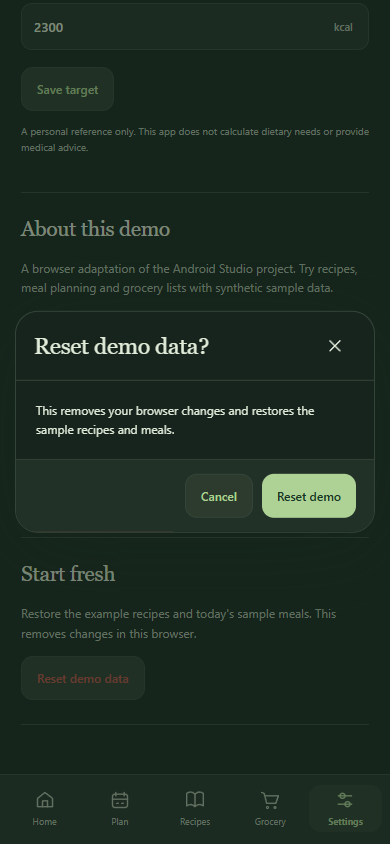 2300 kcal
Save target
A personal reference only. This app does not calculate dietary needs or provide
medical advice.
About this demo
A browser adaptation of the Android Studio project. Try recipes,
meal planning and grocery lists with synthetic sample data.
Reset demo data?
This removes your browser changes and restores the
sample recipes and meals.
Cancel Reset demo
Start fresh
Restore the example recipes and today's sample meals. This
removes changes in this browser.
Reset demo data
Home Plan Recipes Grocery Settings